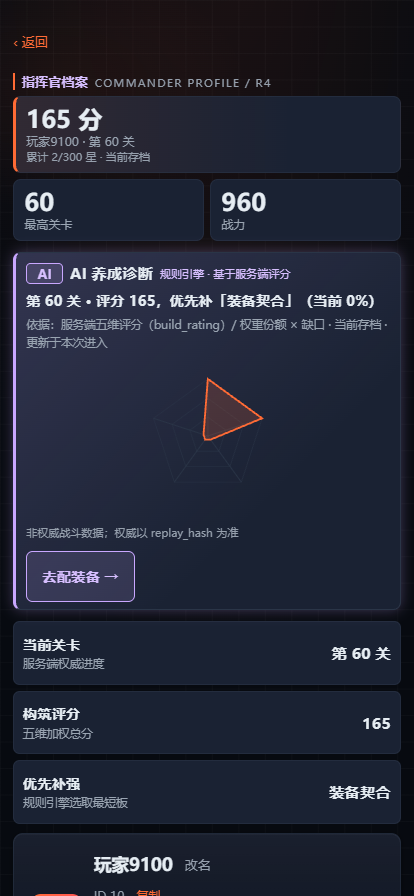 ‹ 返回
指挥官档案 COMMANDER PROFILE / R4
165 分
玩家9100 · 第 60 关
累计 2/300 星 · 当前存档
60
最高关卡
960
战力
AI AI 养成诊断 规则引擎 · 基于服务端评分
第 60 关 • 评分 165，优先补「装备契合」（当前 0%）
依据：服务端五维评分（build_rating）/ 权重份额 × 缺口 · 当前存档 ·
更新于本次进入
非权威战斗数据；权威以 replay_hash 为准
去配装备 →
当前关卡
服务端权威进度
第 60 关
构筑评分
五维加权总分
165
优先补强
规则引擎选取最短板
装备契合
玩家9100 改名
ID 10 复制